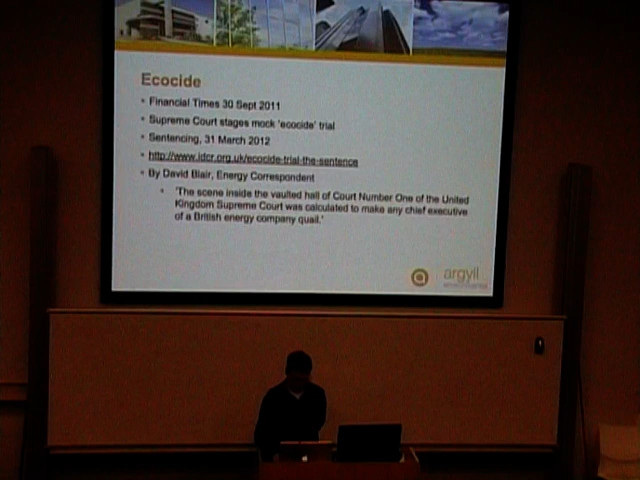 Ecocide
Financial Times 30 Sept 2011
Supreme Court stages mock 'ecocide' trial
Sentencing, 31 March 2012
http://www.idcr.org.uk/ecocide-trial-the-sentence
By David Blair, Energy Correspondent
'The scene inside the vaulted hall of Court Number One of the United
Kingdom Supreme Court was calculated to make any chief executive
of a British energy company quail.'
argyll